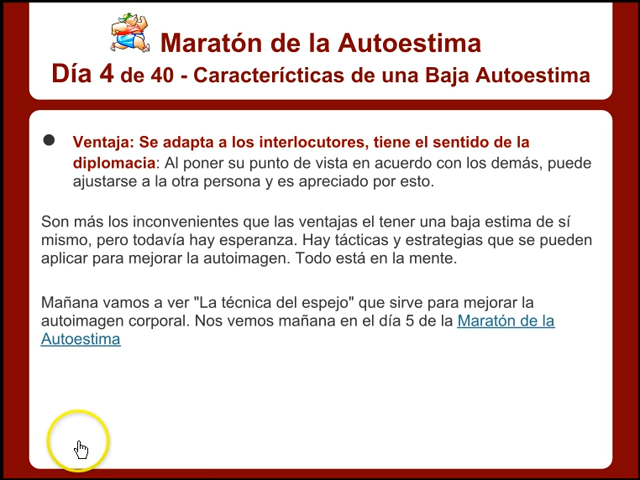 Maratón de la Autoestima
Día 4 de 40 - Caracterícticas de una Baja Autoestima
Ventaja: Se adapta a los interlocutores, tiene el sentido de la
diplomacia: Al poner su punto de vista en acuerdo con los demás, puede
ajustarse a la otra persona y es apreciado por esto.
Son más los inconvenientes que las ventajas el tener una baja estima de sí
mismo, pero todavía hay esperanza. Hay tácticas y estrategias que se pueden
aplicar para mejorar la autoimagen. Todo está en la mente.
Mañana vamos a ver "La técnica del espejo" que sirve para mejorar la
autoimagen corporal. Nos vemos mañana en el día 5 de la Maratón de la
Autoestima